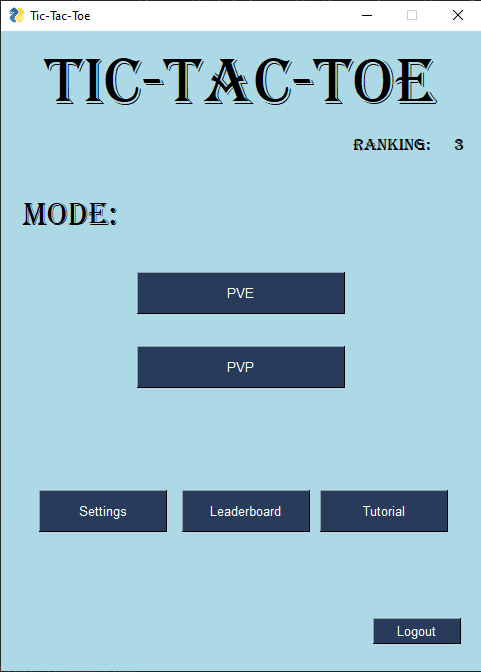 Tic-Tac-Toe
TIC-TAC-TOE
RANKING: 3
MODE:
PVE
PVP
Settings Leaderboard Tutorial
Logout